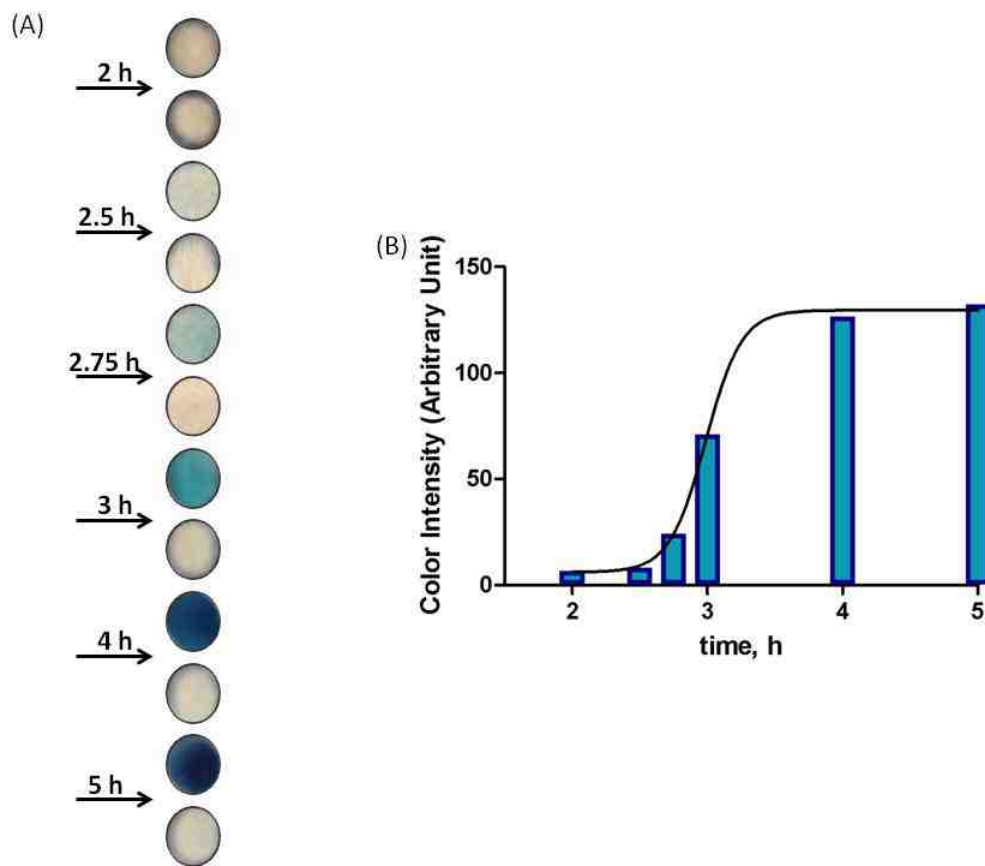 (A)
2 h
2.5 h
2.75 h
3 h
4 h
5 h
(B)
Color Intensity (Arbitrary Unit)
150
100
50
0
2 3 4 5
time, h